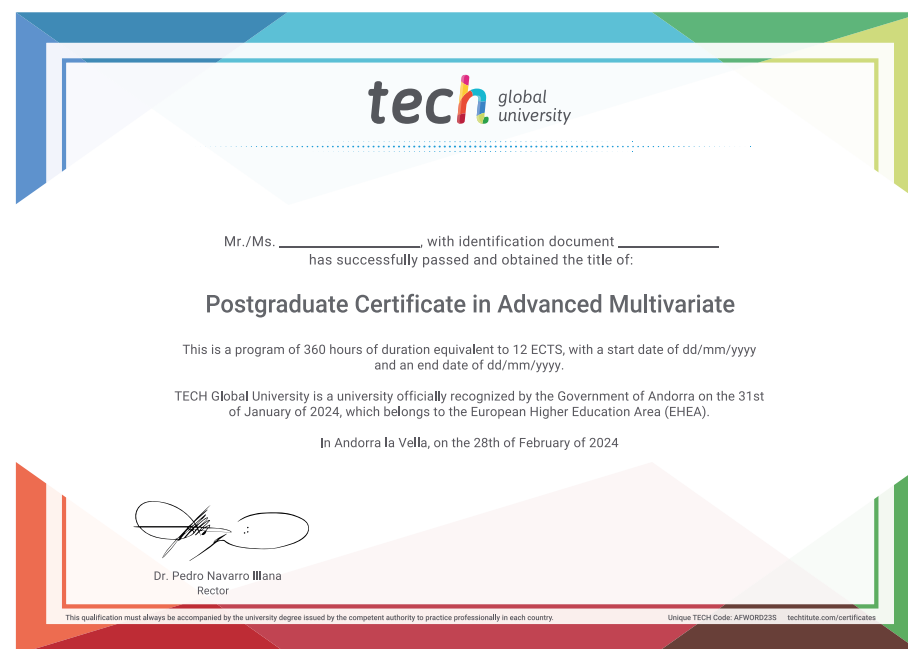 tech global
university
Mr./Ms. ____________________, with identification document ______________
has successfully passed and obtained the title of:
Postgraduate Certificate in Advanced Multivariate
This is a program of 360 hours of duration equivalent to 12 ECTS, with a start date of dd/mm/yyyy
and an end date of dd/mm/yyyy.
TECH Global University is a university officially recognized by the Government of Andorra on the 31st
of January of 2024, which belongs to the European Higher Education Area (EHEA).
In Andorra la Vella, on the 28th of February of 2024
Dr. Pedro Navarro Illana
Rector
This qualification must always be accompanied by the university degree issued by the competent authority to practice professionally in each country.
Unique TECH Code: AFWORD23S techtitute.com/certificates